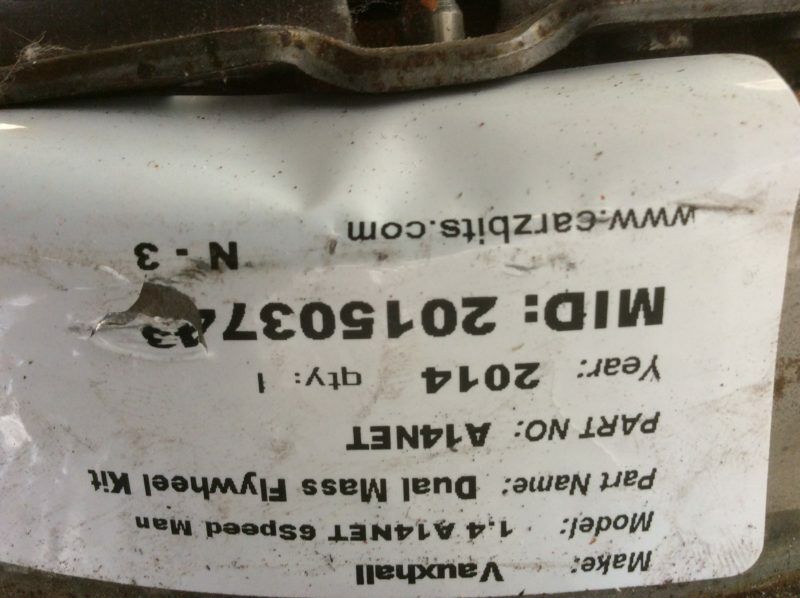 Make: Vauxhall
Model: 1.4 A14NET 6Speed Man
Part Name: Dual Mass Flywheel Kit
PART NO: A14NET
Year: 2014 qty: 1
MID:
N - 3
www.carzbits.com